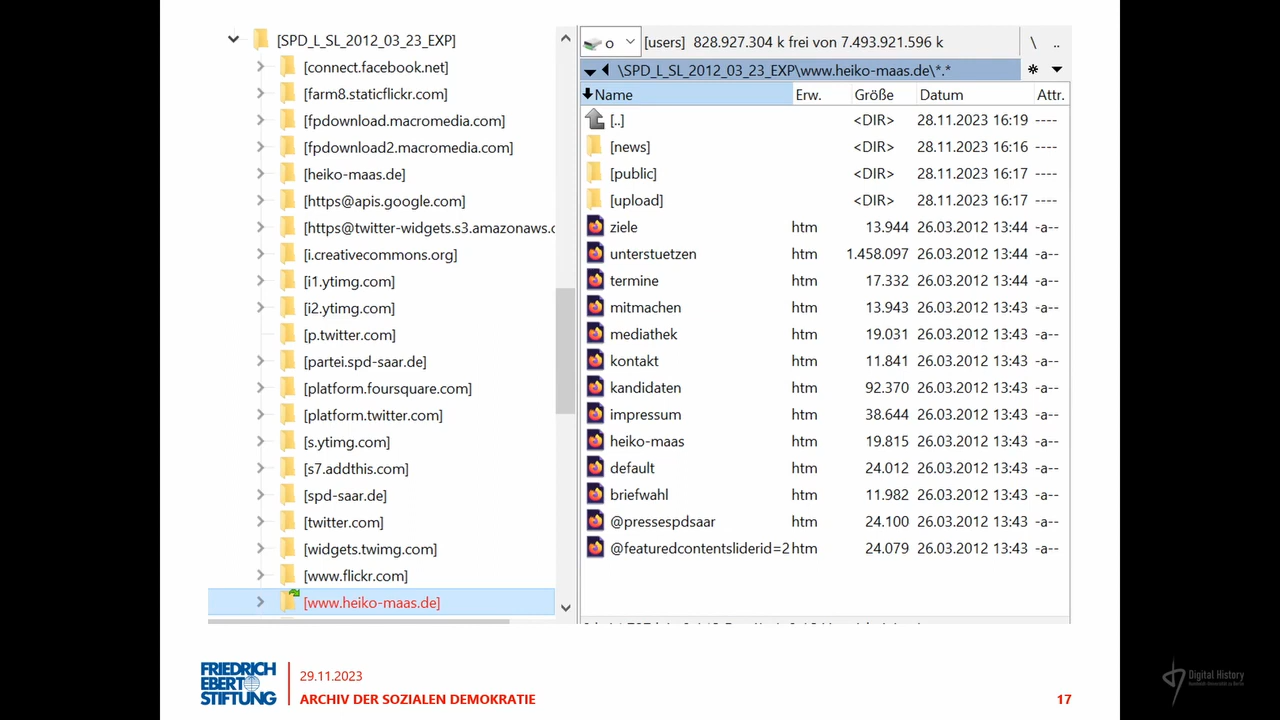 [SPD_L_SL_2012_03_23_EXP]
[connect.facebook.net]
[farm8.staticflickr.com]
[fpdownload.macromedia.com]
[fpdownload2.macromedia.com]
[heiko-maas.de]
[https@apis.google.com]
[https@twitter-widgets.s3.amazonaws.c
[i.creativecommons.org]
[i1.ytimg.com]
[i2.ytimg.com]
[p.twitter.com]
[partei.spd-saar.de]
[platform.foursquare.com]
[platform.twitter.com]
[s.ytimg.com]
[s7.addthis.com]
[spd-saar.de]
[twitter.com]
[widgets.twimg.com]
[www.flickr.com]
[www.heiko-maas.de]
o [users] 828.927.304 k frei von 7.493.921.596 k \ ..
\SPD_L_SL_2012_03_23_EXP\www.heiko-maas.de\*.* *
Name Erw. Größe Datum Attr.
[..] <DIR> 28.11.2023 16:19 ----
[news] <DIR> 28.11.2023 16:16 ----
[public] <DIR> 28.11.2023 16:17 ----
[upload] <DIR> 28.11.2023 16:17 ----
ziele htm 13.944 26.03.2012 13:44 -a--
unterstuetzen htm 1.458.097 26.03.2012 13:44 -a--
termine htm 17.332 26.03.2012 13:44 -a--
mitmachen htm 13.943 26.03.2012 13:43 -a--
mediathek htm 19.031 26.03.2012 13:43 -a--
kontakt htm 11.841 26.03.2012 13:43 -a--
kandidaten htm 92.370 26.03.2012 13:43 -a--
impressum htm 38.644 26.03.2012 13:43 -a--
heiko-maas htm 19.815 26.03.2012 13:43 -a--
default htm 24.012 26.03.2012 13:43 -a--
briefwahl htm 11.982 26.03.2012 13:43 -a--
@pressespdsaar htm 24.100 26.03.2012 13:43 -a--
@featuredcontentsliderid=2 htm 24.079 26.03.2012 13:43 -a--
FRIEDRICH
EBERT
STIFTUNG
29.11.2023
ARCHIV DER SOZIALEN DEMOKRATIE
17
Digital History